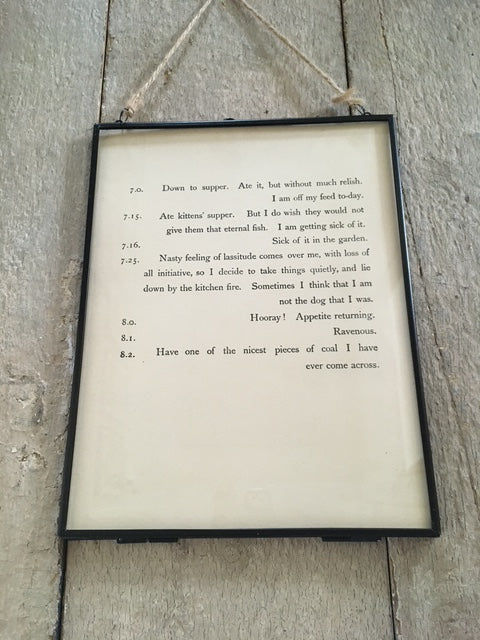 7.0. Down to supper. Ate it, but without much relish.
I am off my feed to-day.
7.15. Ate kittens' supper. But I do wish they would not
give them that eternal fish. I am getting sick of it.
7.16. Sick of it in the garden.
7.25. Nasty feeling of lassitude comes over me, with loss of
all initiative, so I decide to take things quietly, and lie
down by the kitchen fire. Sometimes I think that I am
not the dog that I was.
8.0. Hooray! Appetite returning.
8.1. Ravenous.
8.2. Have one of the nicest pieces of coal I have
ever come across.